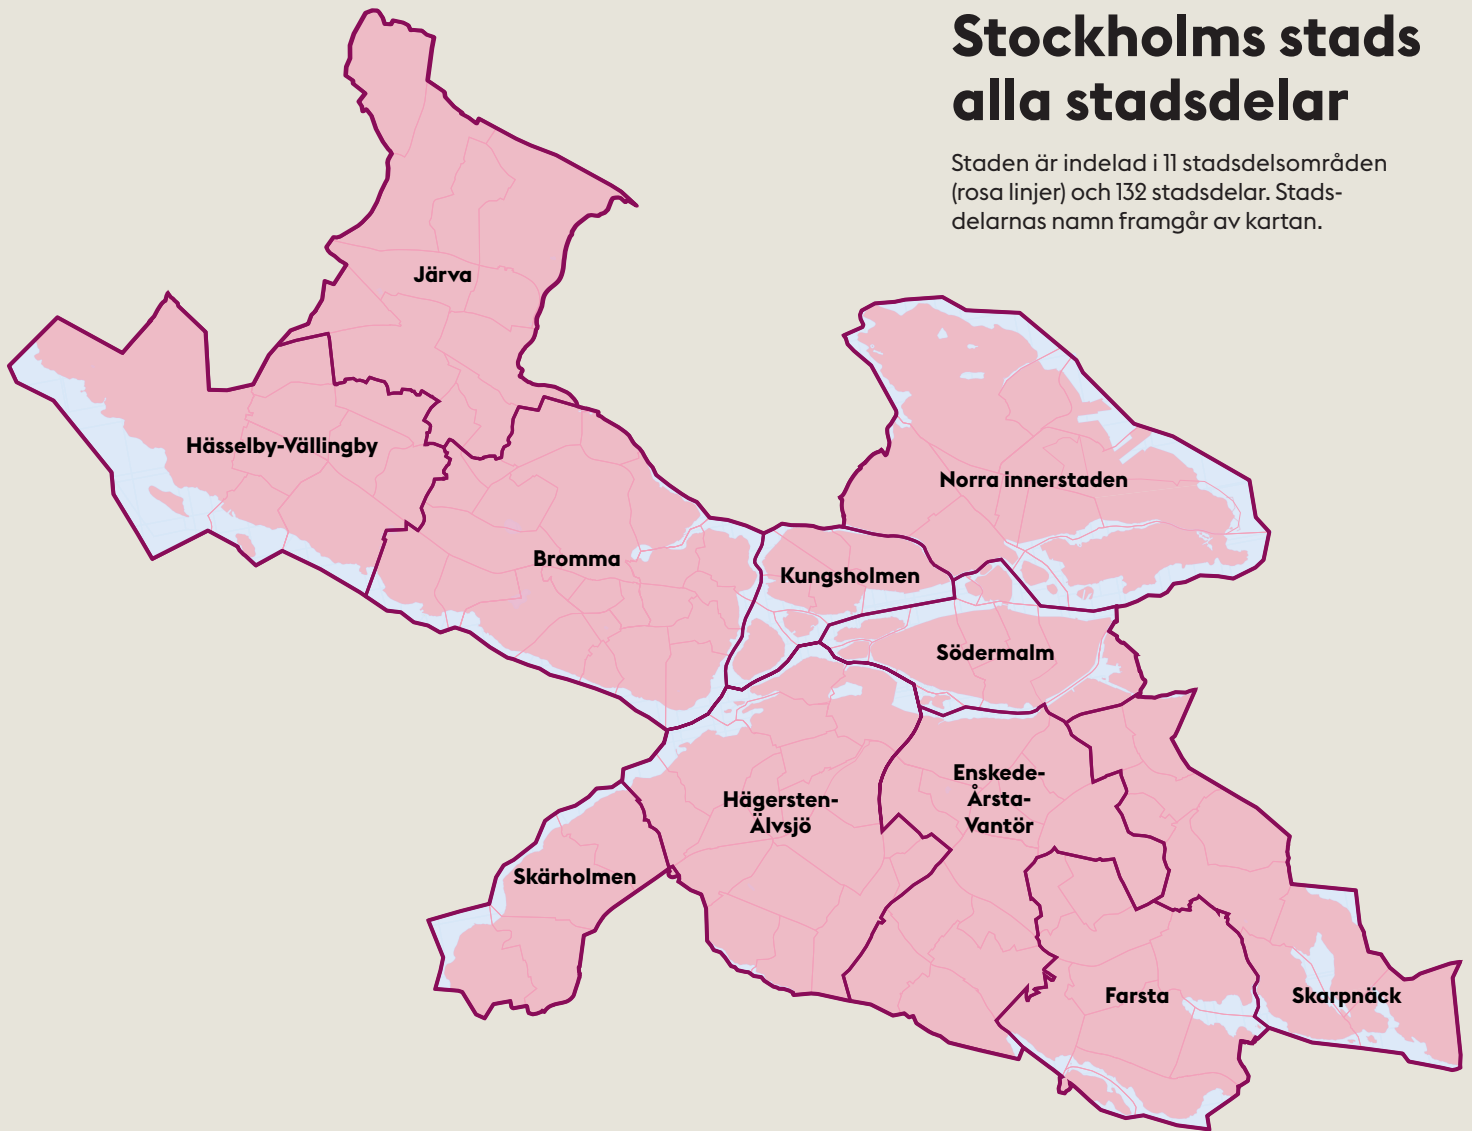 Stockholms stads
alla stadsdelar
Staden är indelad i 11 stadsdelsområden
(rosa linjer) och 132 stadsdelar. Stads-
delarnas namn framgår av kartan.
Järva
Hässelby-Vällingby
Norra innerstaden
Bromma
Kungsholmen
Södermalm
Enskede-
Årsta-
Vantör
Hägersten-
Älvsjö
Skärholmen
Farsta
Skarpnäck